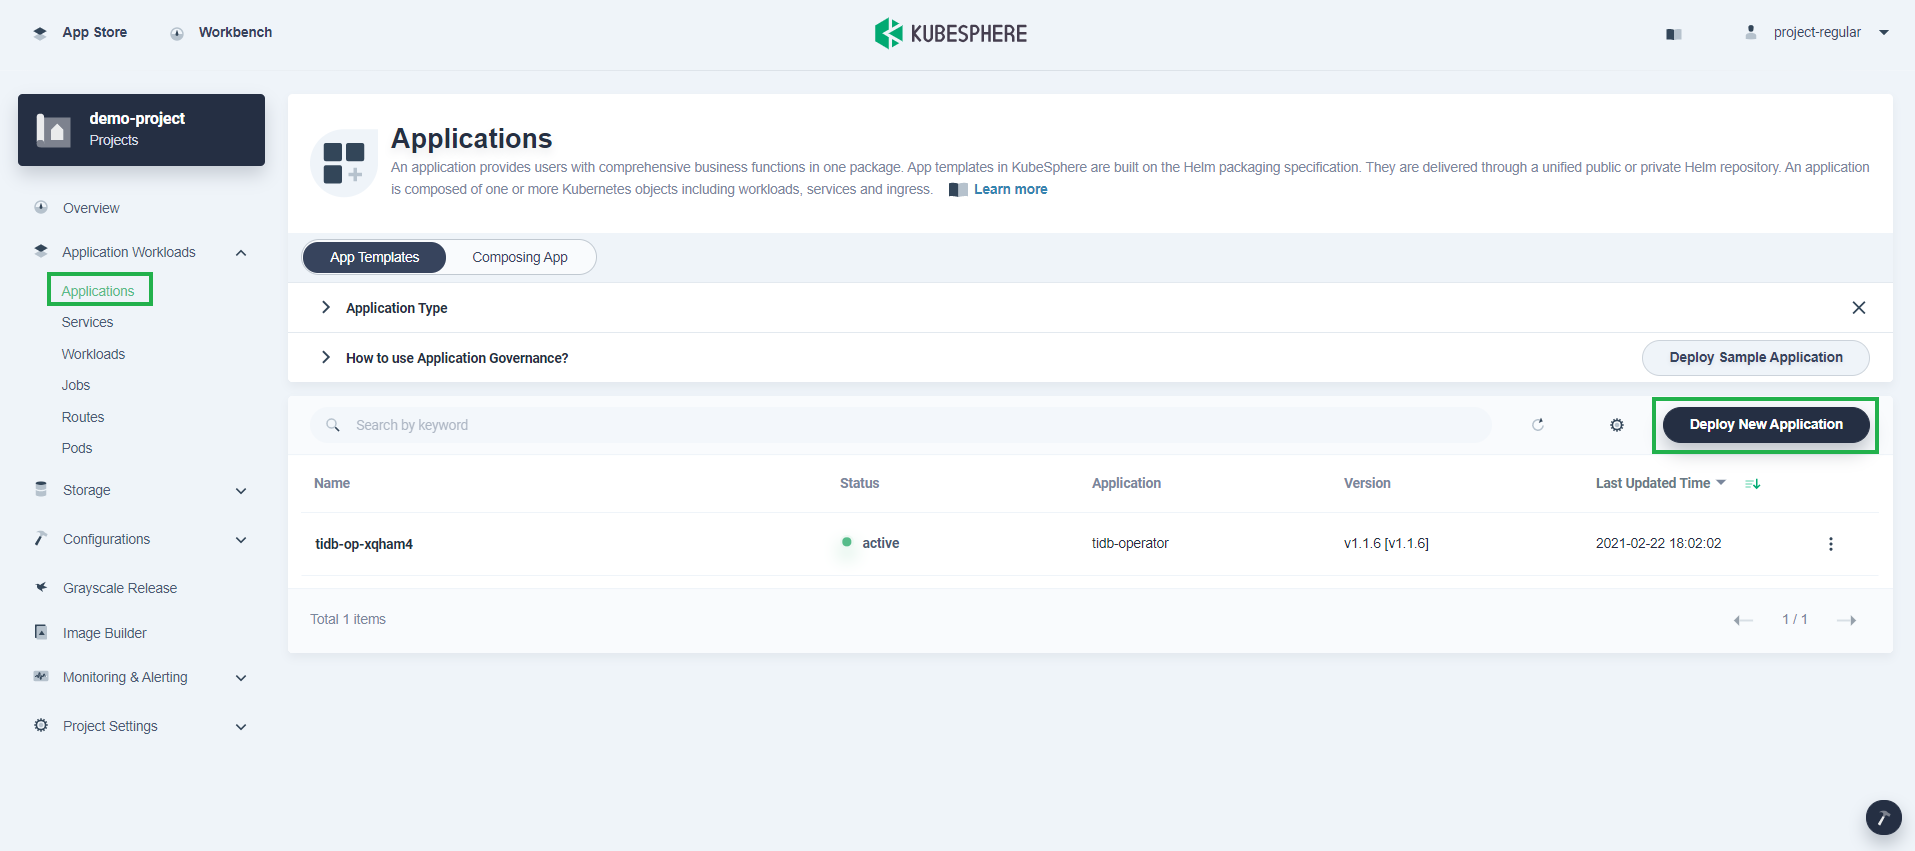 App Store
Workbench
KUBESPHERE
project-regular
demo-project
Projects
Overview
Application Workloads
Applications
Services
Workloads
Jobs
Routes
Pods
Storage
Configurations
Grayscale Release
Image Builder
Monitoring & Alerting
Project Settings
Applications
An application provides users with comprehensive business functions in one package. App templates in KubeSphere are built on the Helm packaging specification. They are delivered through a unified public or private Helm repository. An application
is composed of one or more Kubernetes objects including workloads, services and ingress. Learn more
App Templates
Composing App
Application Type
How to use Application Governance?
Deploy Sample Application
Search by keyword
Deploy New Application
Name Status Application Version Last Updated Time
tidb-op-xqham4 active tidb-operator v1.1.6 [v1.1.6] 2021-02-22 18:02:02
Total 1 items
1 / 1